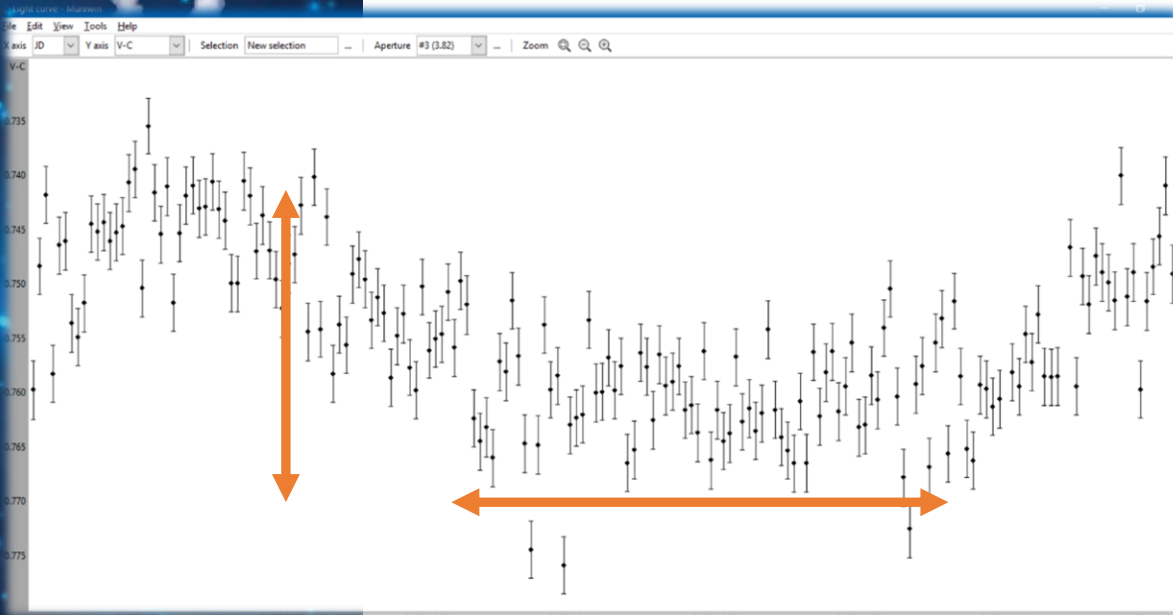 Light curve - Muniwin
File Edit View Tools Help
X axis JD Y axis V-C Selection New selection ... Aperture #3 (3.82) ... Zoom
V-C
0.735
0.740
0.745
0.750
0.755
0.760
0.765
0.770
0.775